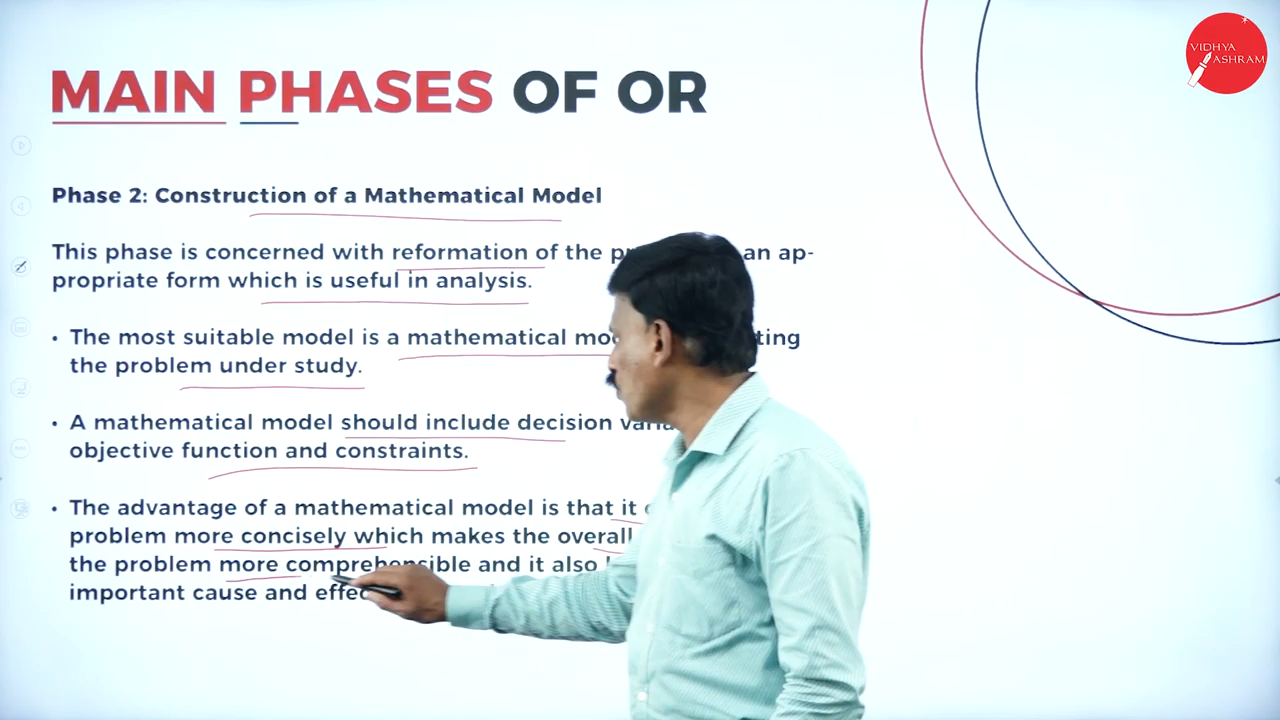 VIDHYA
ASHRAM
MAIN PHASES OF OR
Phase 2: Construction of a Mathematical Model
This phase is concerned with reformation of the an ap-
propriate form which is useful in analysis.
• The most suitable model is a mathematical
the problem under study.
• A mathematical model should include decision
objective function and constraints.
• The advantage of a mathematical model is that it
problem more concisely which makes the overall
the problem more comprehensible and it also
important cause and